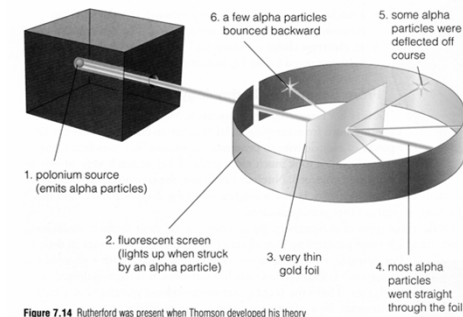 6. a few alpha particles
bounced backward
5. some alpha
particles were
deflected off
course
1. polonium source
(emits alpha particles)
2. fluorescent screen
(lights up when struck
by an alpha particle)
3. very thin
gold foil
4. most alpha
particles
went straight
through the foil
Figure 7.14 Rutherford was present when Thomson developed his theory